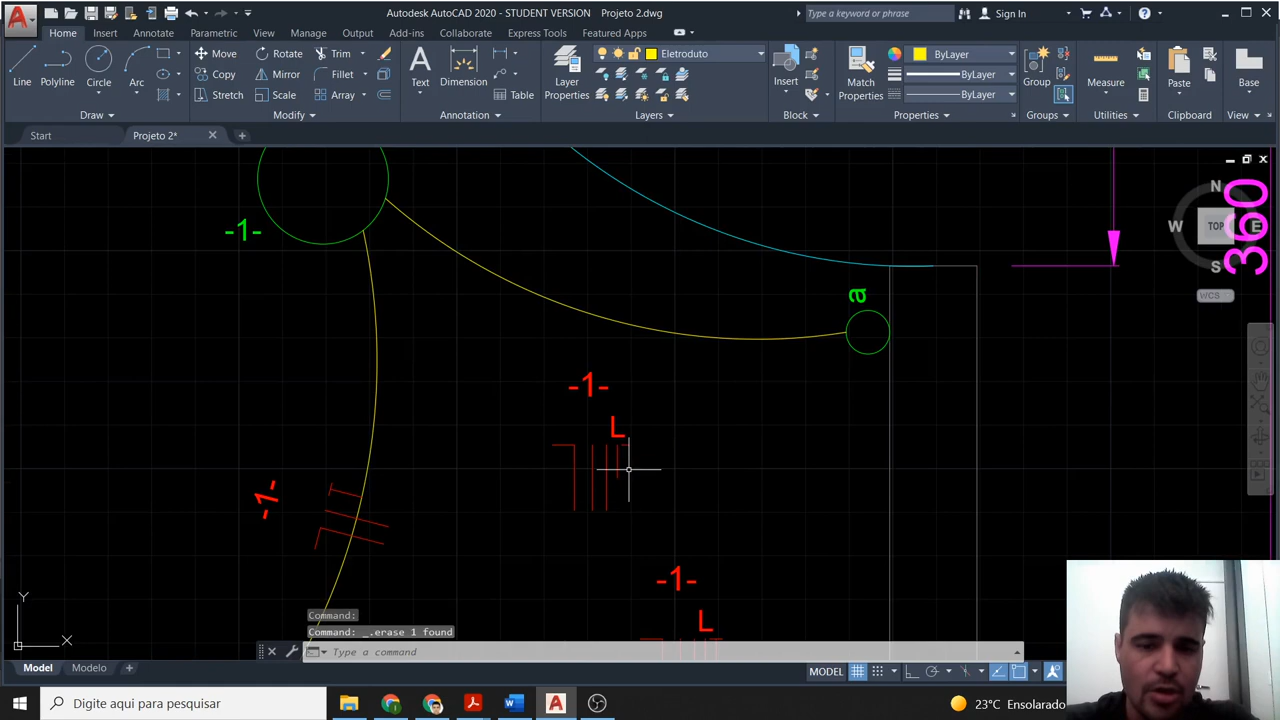 Autodesk AutoCAD 2020 - STUDENT VERSION Projeto 2.dwg
Type a keyword or phrase
Sign In
Home Insert Annotate Parametric View Manage Output Add-ins Collaborate Express Tools Featured Apps
Line Polyline Circle Arc
Move Rotate Trim
Copy Mirror Fillet
Stretch Scale Array
Text Dimension Table
Layer Properties
Eletroduto
Insert
Match Properties
ByLayer
ByLayer
ByLayer
Group
Measure
Paste
Base
Draw Modify Annotation Layers Block Properties Groups Utilities Clipboard View
Start Projeto 2*
-1-
a
360
N
W TOP E
S
WCS
-1-
L
-1-
-1-
L
Y
X
Command:
Command: _.erase 1 found
Type a command
Model Modelo
MODEL
Digite aqui para pesquisar
23°C Ensolarado